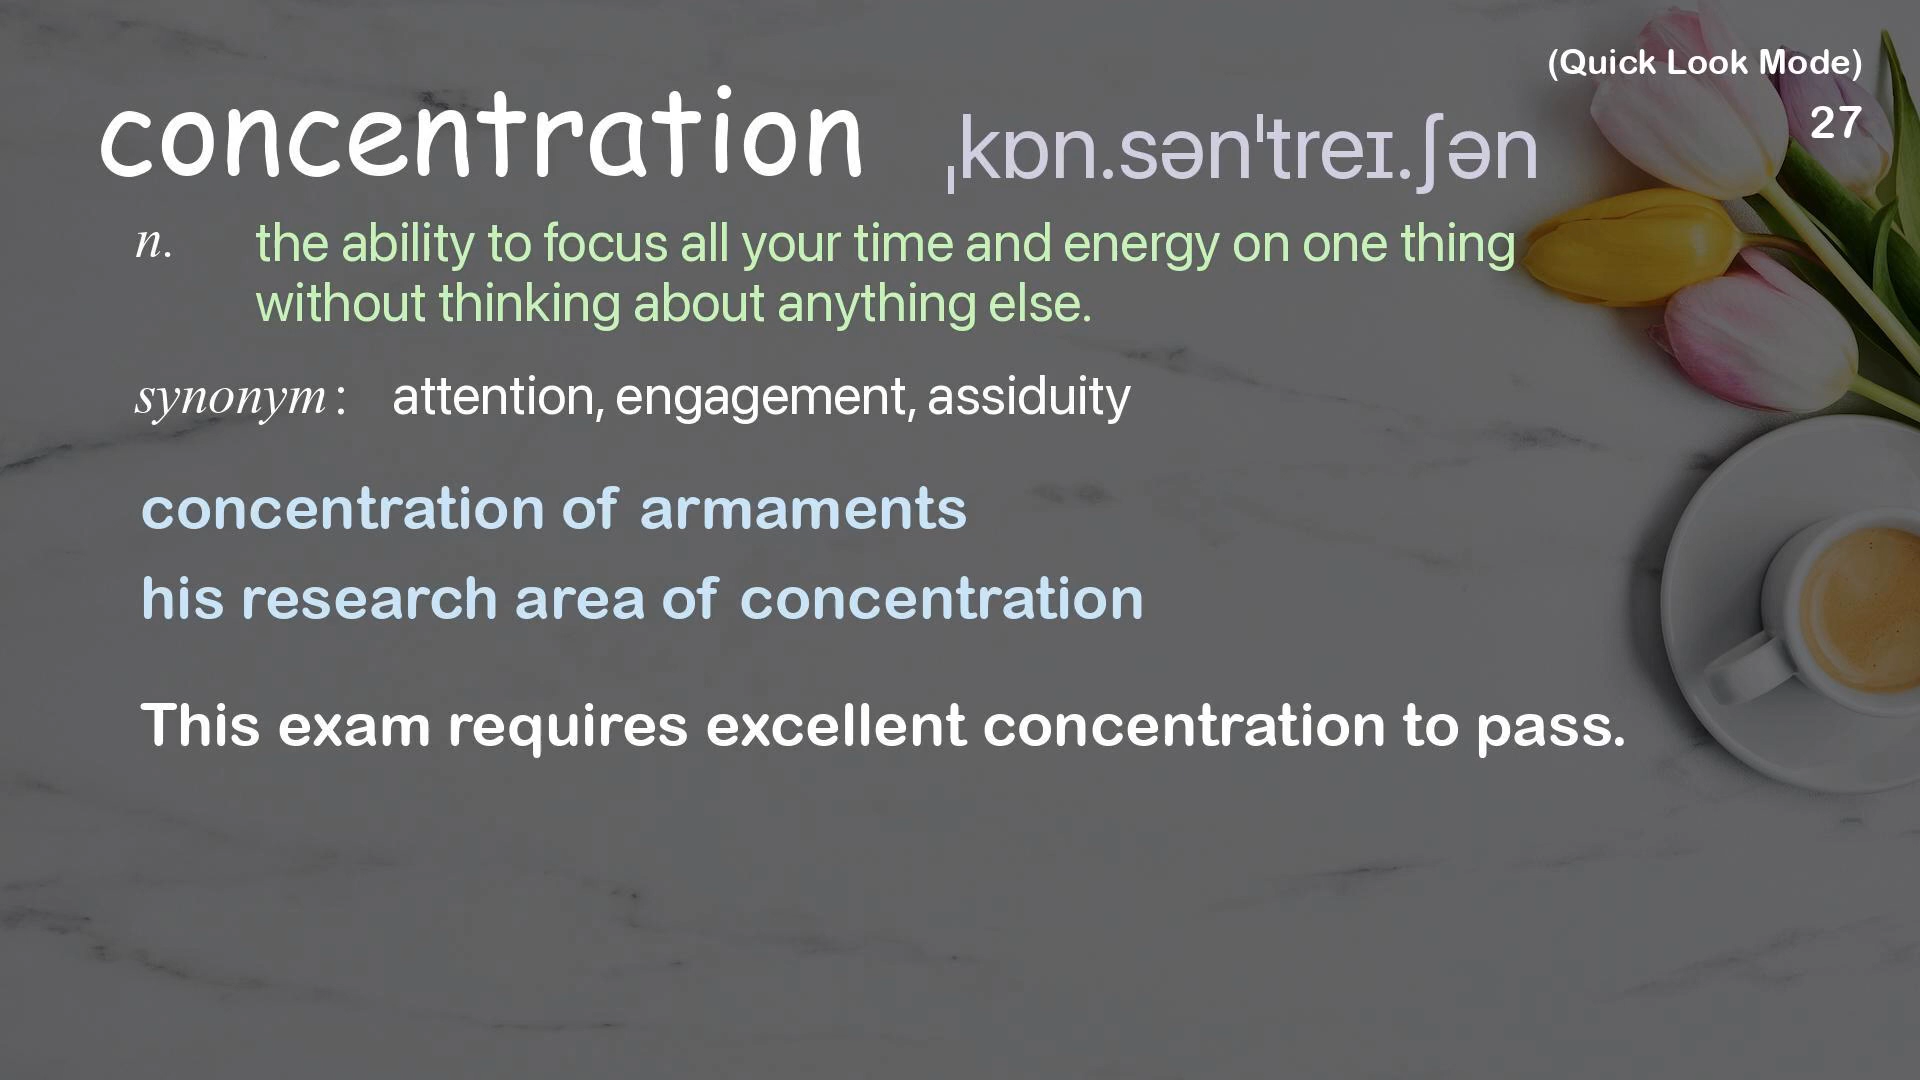 (Quick Look Mode)
27
concentration ˌkɒn.sənˈtreɪ.ʃən
n. the ability to focus all your time and energy on one thing
without thinking about anything else.
synonym: attention, engagement, assiduity
concentration of armaments
his research area of concentration
This exam requires excellent concentration to pass.